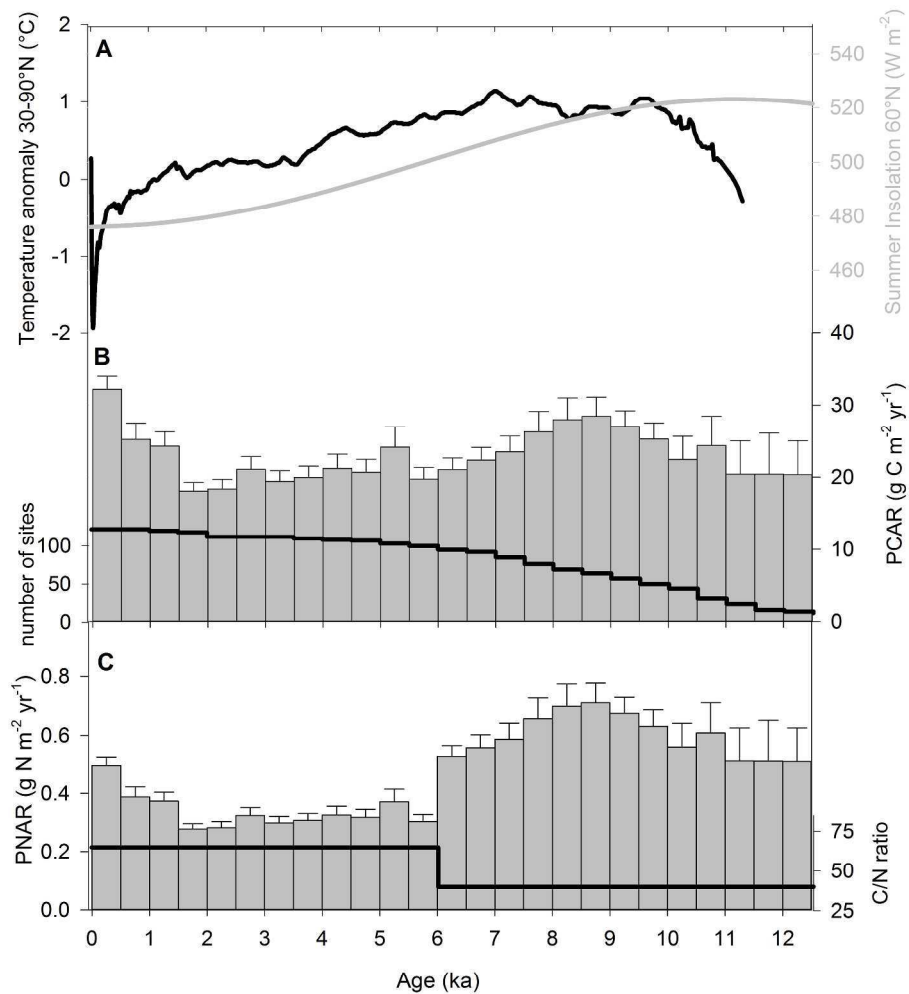 A
Temperature anomaly 30-90°N (°C)
2
1
0
-1
-2
Summer Insolation 60°N (W m⁻²)
540
520
500
480
460
B
number of sites
100
50
0
PCAR (g C m⁻² yr⁻¹)
40
30
20
10
0
C
PNAR (g N m⁻² yr⁻¹)
0.8
0.6
0.4
0.2
0.0
C/N ratio
75
50
25
0 1 2 3 4 5 6 7 8 9 10 11 12
Age (ka)